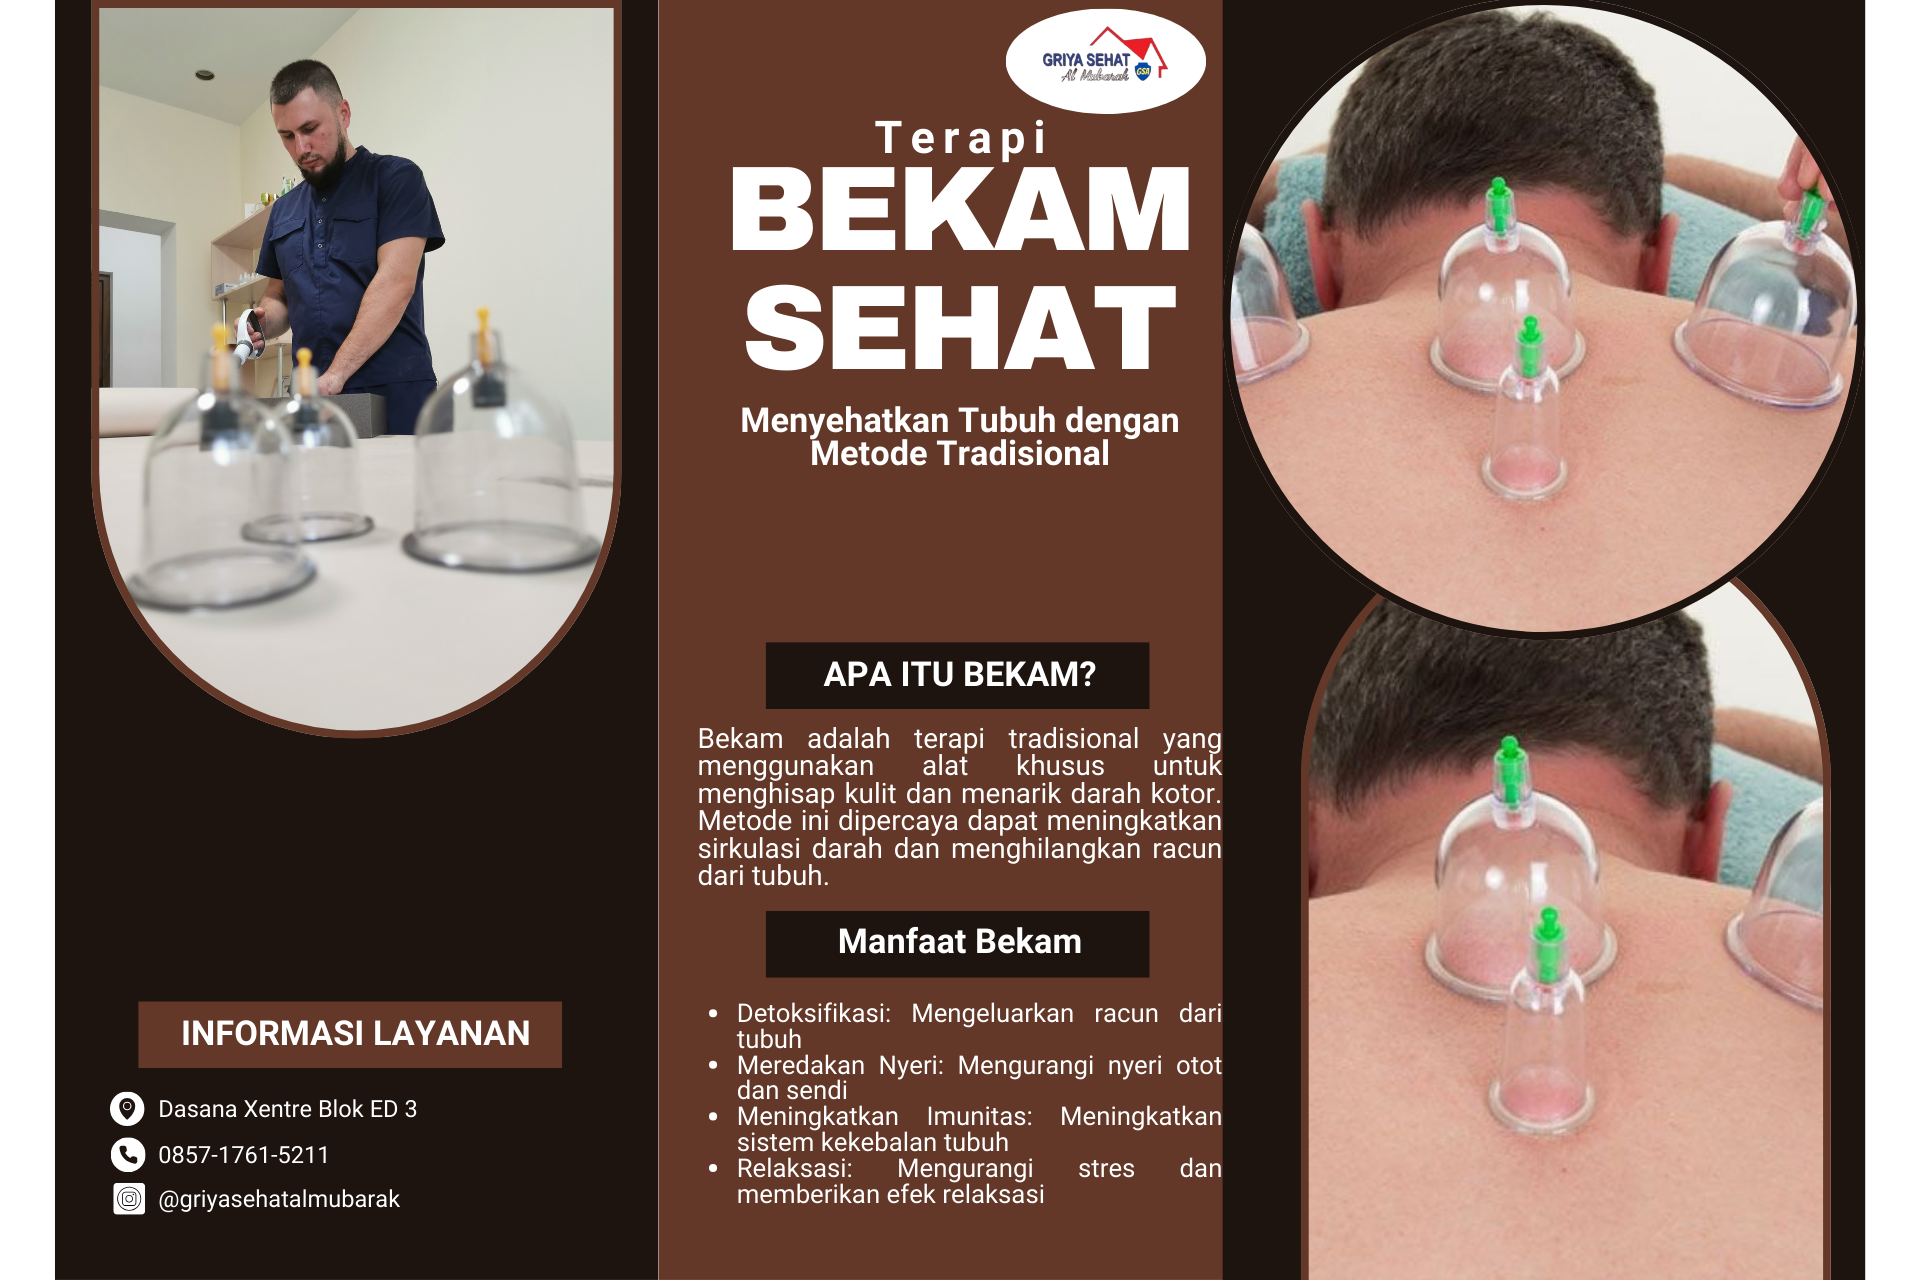 GRIYA SEHAT
Al Mubarak
GSA
Terapi
BEKAM
SEHAT
Menyehatkan Tubuh dengan
Metode Tradisional
APA ITU BEKAM?
Bekam adalah terapi tradisional yang
menggunakan alat khusus untuk
menghisap kulit dan menarik darah kotor.
Metode ini dipercaya dapat meningkatkan
sirkulasi darah dan menghilangkan racun
dari tubuh.
Manfaat Bekam
• Detoksifikasi: Mengeluarkan racun dari
tubuh
• Meredakan Nyeri: Mengurangi nyeri otot
dan sendi
• Meningkatkan Imunitas: Meningkatkan
sistem kekebalan tubuh
• Relaksasi: Mengurangi stres dan
memberikan efek relaksasi
INFORMASI LAYANAN
Dasana Xentre Blok ED 3
0857-1761-5211
@griyasehatalmubarak